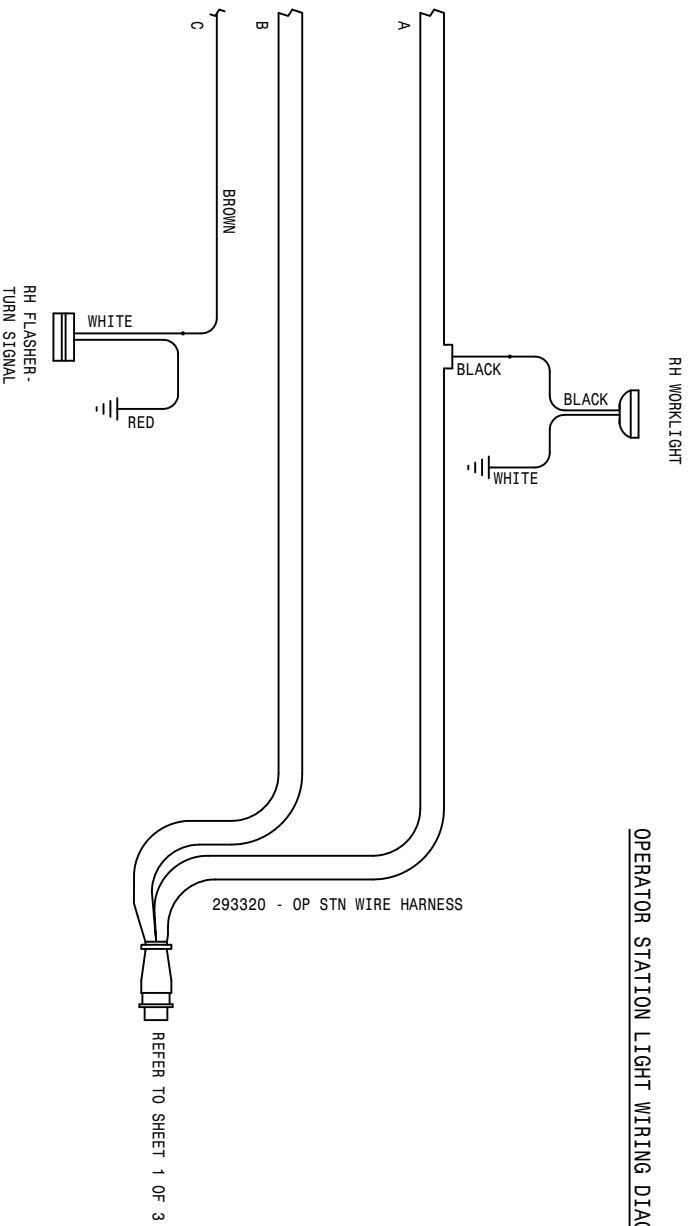 RH WORKLIGHT
OPERATOR STATION LIGHT WIRING
A
B
C
BROWN
BLACK
BLACK
WHITE
WHITE
RED
RH FLASHER-
TURN SIGNAL
293320 - OP STN WIRE HARNESS
REFER TO SHEET 1 OF 3